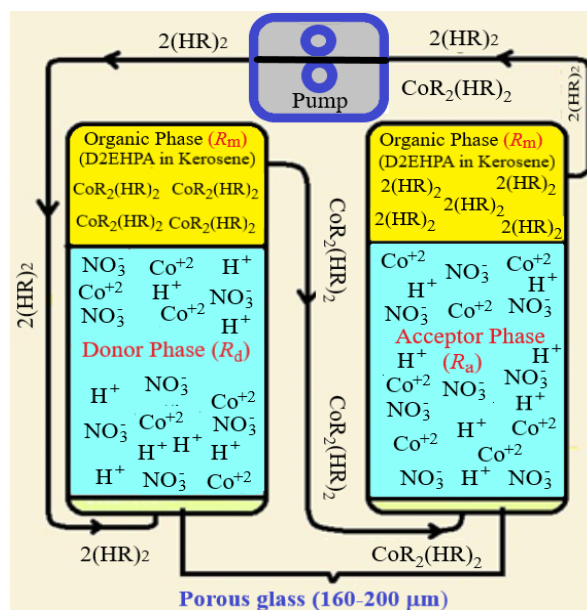 2(HR)₂
2(HR)₂
Pump
CoR₂(HR)₂
2(HR)₂
Organic Phase (Rₘ)
(D2EHPA in Kerosene)
CoR₂(HR)₂ CoR₂(HR)₂
CoR₂(HR)₂ CoR₂(HR)₂
Organic Phase (Rₘ)
(D2EHPA in Kerosene)
2(HR)₂ 2(HR)₂
2(HR)₂
2(HR)₂ 2(HR)₂
2(HR)₂
CoR₂(HR)₂
CoR₂(HR)₂
NO₃⁻ Co⁺² H⁺
Co⁺² H⁺ NO₃⁻
NO₃⁻ Co⁺² H⁺
Donor Phase (R_d)
H⁺ NO₃⁻ Co⁺²
NO₃⁻ Co⁺² NO₃⁻
H⁺ H⁺ H⁺
H⁺ NO₃⁻ Co⁺²
Co⁺² NO₃⁻ Co⁺²
H⁺ H⁺
NO₃⁻ Co⁺² NO₃⁻
Acceptor Phase
(Rₐ)
H⁺ H⁺
Co⁺² NO₃⁻ NO₃⁻
NO₃⁻ H⁺
Co⁺² H⁺ Co⁺²
Co⁺²
NO₃⁻ H⁺ NO₃⁻
2(HR)₂
CoR₂(HR)₂
Porous glass (160-200 µm)